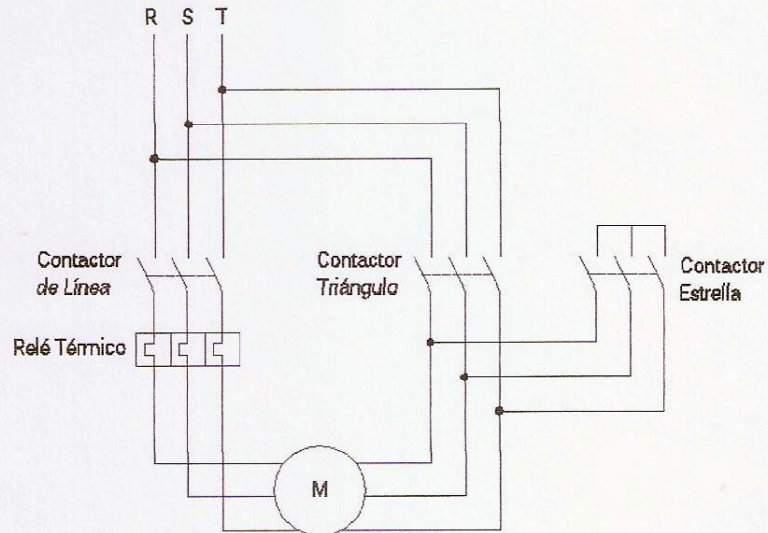 R S T
Contactor
de Línea
Contactor
Triángulo
Contactor
Estrella
Relé Térmico
M